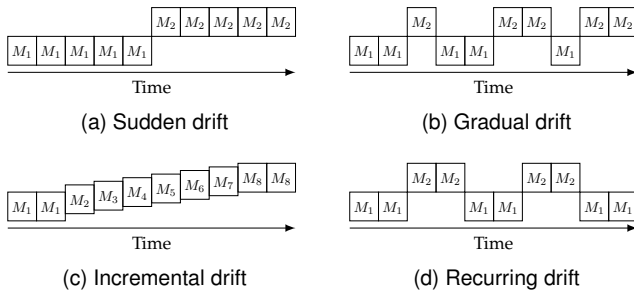 M₁ M₁ M₁ M₁ M₁ M₂ M₂ M₂ M₂ M₂
Time
(a) Sudden drift
M₁ M₁ M₂ M₁ M₁ M₂ M₂ M₁ M₂ M₂
Time
(b) Gradual drift
M₁ M₁ M₂ M₃ M₄ M₅ M₆ M₇ M₈ M₈
Time
(c) Incremental drift
M₁ M₁ M₂ M₂ M₁ M₁ M₂ M₂ M₁ M₁
Time
(d) Recurring drift